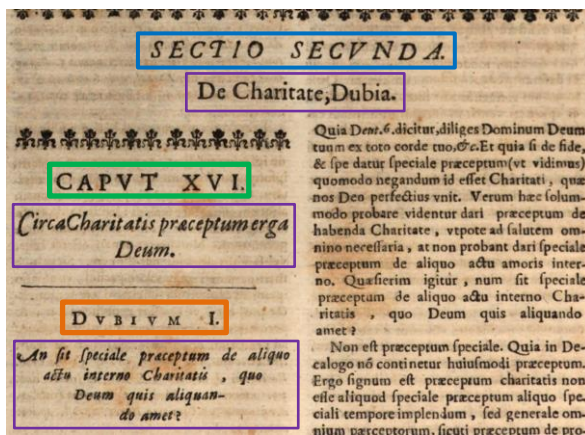 SECTIO SECVNDA.
De Charitate, Dubia.
CAPVT XVI.
Circa Charitatis præceptum erga
Deum.
DVBIVM I.
An ſit ſpeciale præceptum de aliquo
actu interno Charitatis, quo
Deum quis aliquan-
do amet?
Quia Deut.6.dicitur,diliges Dominum Deum
tuum ex toto corde tuo,&c.Et quia ſi de fide,
& ſpe datur ſpeciale præceptum(vt vidimus)
quomodo negandum id eſſet Charitati, quæ
nos Deo perfectius vnit. Verum hæc ſolum-
modo probare videntur dari præceptum de
habenda Charitate, vtpote ad ſalutem om-
nino neceſſaria, at non probant dari ſpeciale
præceptum de aliquo actu amoris inter-
no. Quæſierim igitur, num ſit ſpeciale
præceptum de aliquo actu interno Cha-
ritatis, quo Deum quis aliquando
amet?
Non eſt præceptum ſpeciale. Quia in De-
calogo nō continetur huiuſmodi præceptum.
Ergo ſignum eſt præceptum charitatis non
eſſe aliquod ſpeciale præceptum aliquo ſpe-
ciali tempore implendum, ſed generale om-
nium præceptorum, ſicuti præceptum de pro-